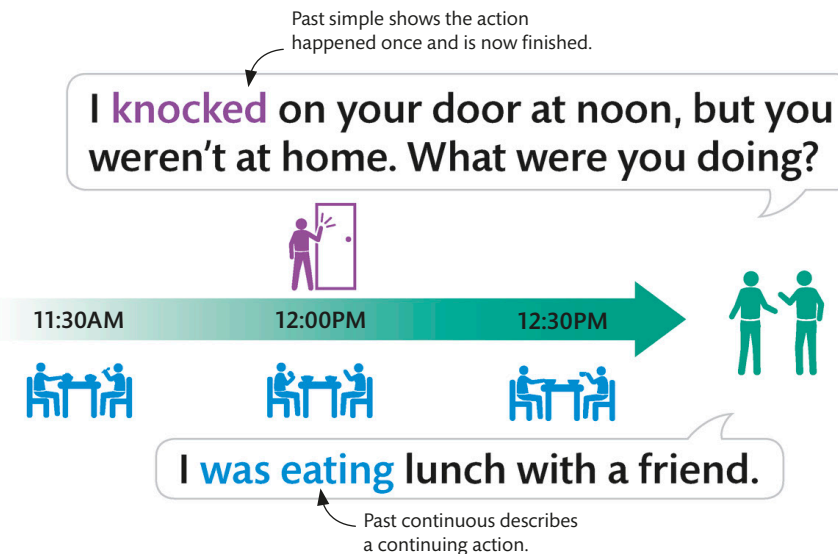 Past simple shows the action
happened once and is now finished.
I knocked on your door at noon, but you
weren't at home. What were you doing?
11:30AM 12:00PM 12:30PM
I was eating lunch with a friend.
Past continuous describes
a continuing action.